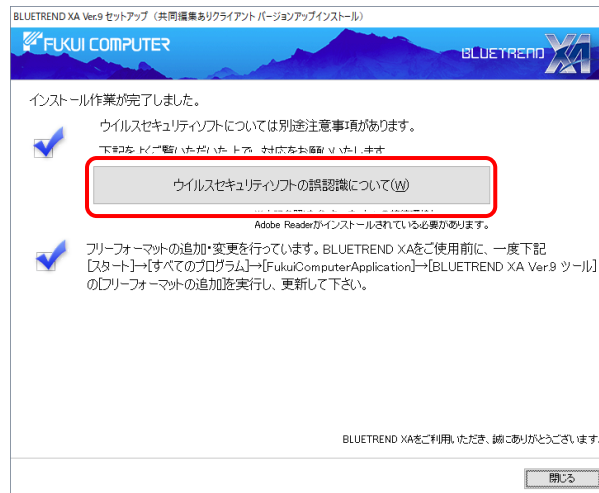 BLUETREND XA Ver.9 セットアップ（共同編集ありクライアント バージョンアップインストール）
FUKUI COMPUTER
BLUETREND XA
インストール作業が完了しました。
ウイルスセキュリティソフトについては別途注意事項があります。
下記をよくご覧いただいた上で、対応をお願いいたします
ウイルスセキュリティソフトの誤認識について(W)
Adobe Readerがインストールされている必要があります。
フリーフォーマットの追加・変更を行っています。BLUETREND XAをご使用前に、一度下記
[スタート]→[すべてのプログラム]→[FukuiComputerApplication]→[BLUETREND XA Ver.9 ツール]
の[フリーフォーマットの追加]を実行し、更新して下さい。
BLUETREND XAをご利用いただき、誠にありがとうございます。
閉じる